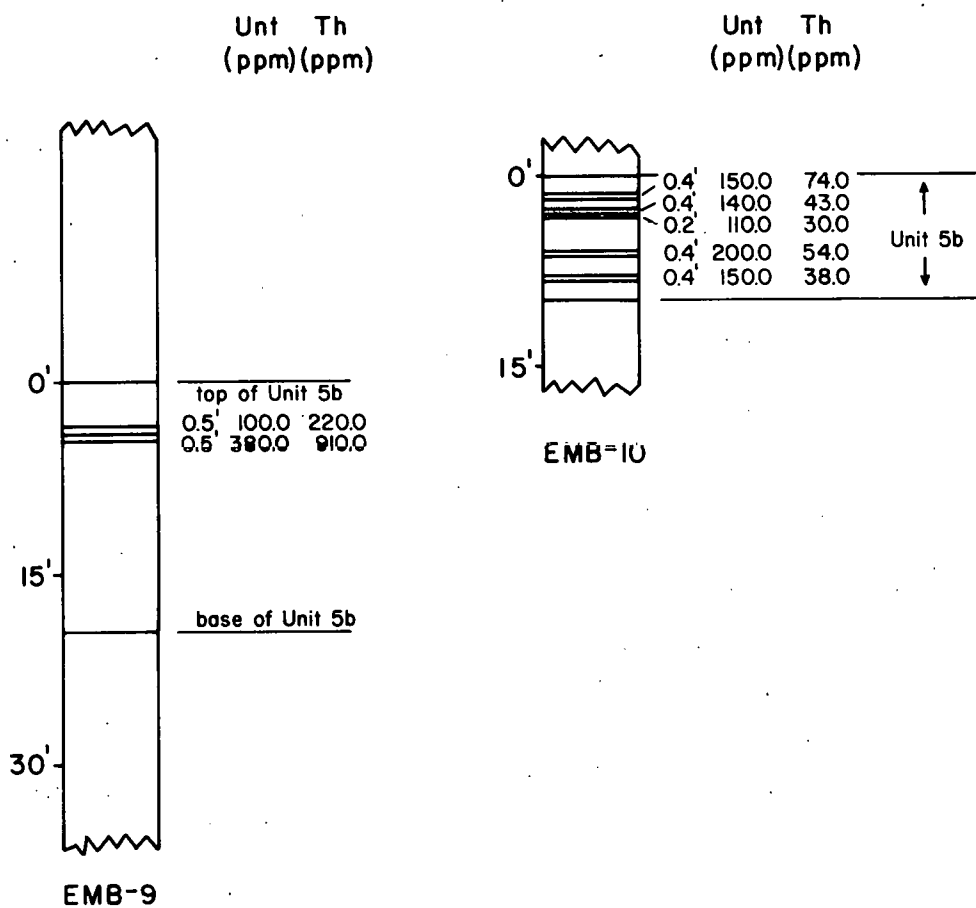 Unt Th
(ppm) (ppm)
0'
top of Unit 5b
0.5' 100.0 220.0
0.5' 380.0 910.0
15'
base of Unit 5b
30'
EMB-9
Unt Th
(ppm) (ppm)
0'
0.4' 150.0 74.0
0.4' 140.0 43.0
0.2' 110.0 30.0
0.4' 200.0 54.0
0.4' 150.0 38.0
Unit 5b
15'
EMB-10